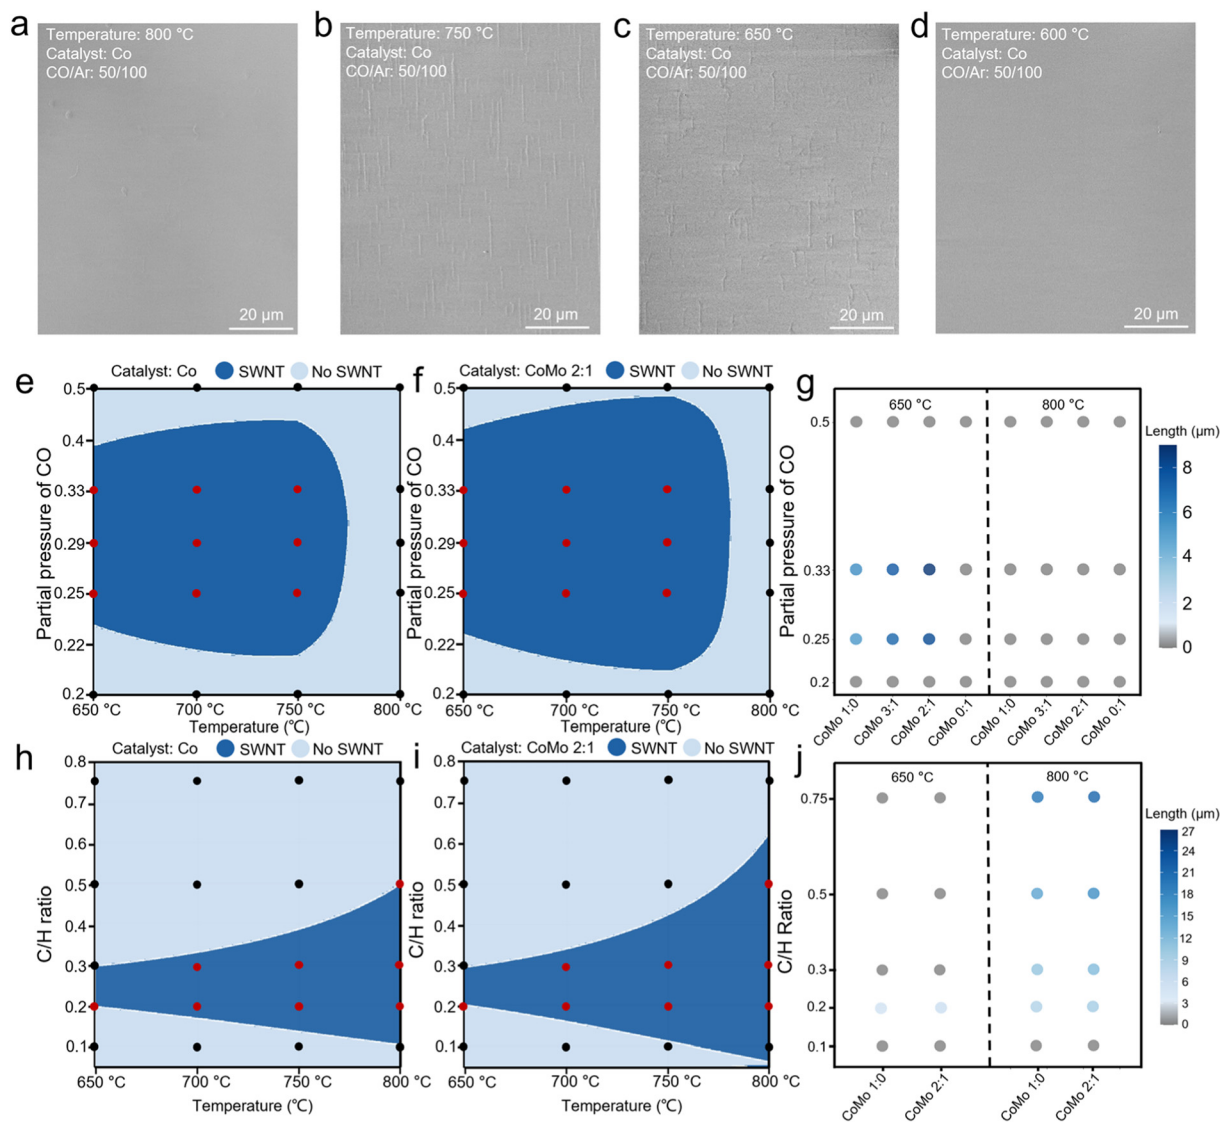 a
Temperature: 800 °C
Catalyst: Co
CO/Ar: 50/100
20 μm
b
Temperature: 750 °C
Catalyst: Co
CO/Ar: 50/100
20 μm
c
Temperature: 650 °C
Catalyst: Co
CO/Ar: 50/100
20 μm
d
Temperature: 600 °C
Catalyst: Co
CO/Ar: 50/100
20 μm
e
Catalyst: Co SWNT No SWNT
Partial pressure of CO
0.5
0.4
0.33
0.29
0.25
0.22
0.2
650 °C 700 °C 750 °C 800 °C
Temperature (℃)
f
Catalyst: CoMo 2:1 SWNT No SWNT
Partial pressure of CO
0.5
0.4
0.33
0.29
0.25
0.22
0.2
650 °C 700 °C 750 °C 800 °C
Temperature (℃)
g
650 °C 800 °C
Partial pressure of CO
0.5
0.33
0.25
0.2
CoMo 1:0
CoMo 3:1
CoMo 2:1
CoMo 0:1
CoMo 1:0
CoMo 3:1
CoMo 2:1
CoMo 0:1
Length (μm)
8
6
4
2
0
h
Catalyst: Co SWNT No SWNT
C/H ratio
0.8
0.7
0.6
0.5
0.4
0.3
0.2
0.1
650 °C 700 °C 750 °C 800 °C
Temperature (℃)
i
Catalyst: CoMo 2:1 SWNT No SWNT
C/H ratio
0.8
0.7
0.6
0.5
0.4
0.3
0.2
0.1
650 °C 700 °C 750 °C 800 °C
Temperature (℃)
j
650 °C 800 °C
C/H Ratio
0.75
0.5
0.3
0.2
0.1
CoMo 1:0
CoMo 2:1
CoMo 1:0
CoMo 2:1
Length (μm)
27
24
21
18
15
12
9
6
3
0